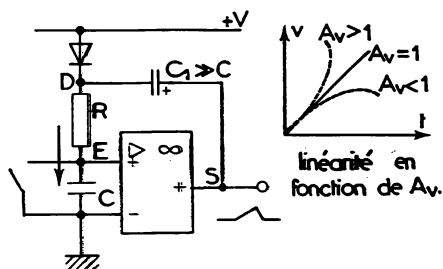 +V
D
C₁≫C
R
E
▷ ∞
+
+
S
C
-
v
Av>1
Av=1
Av<1
t
linéarité en
fonction de Av.